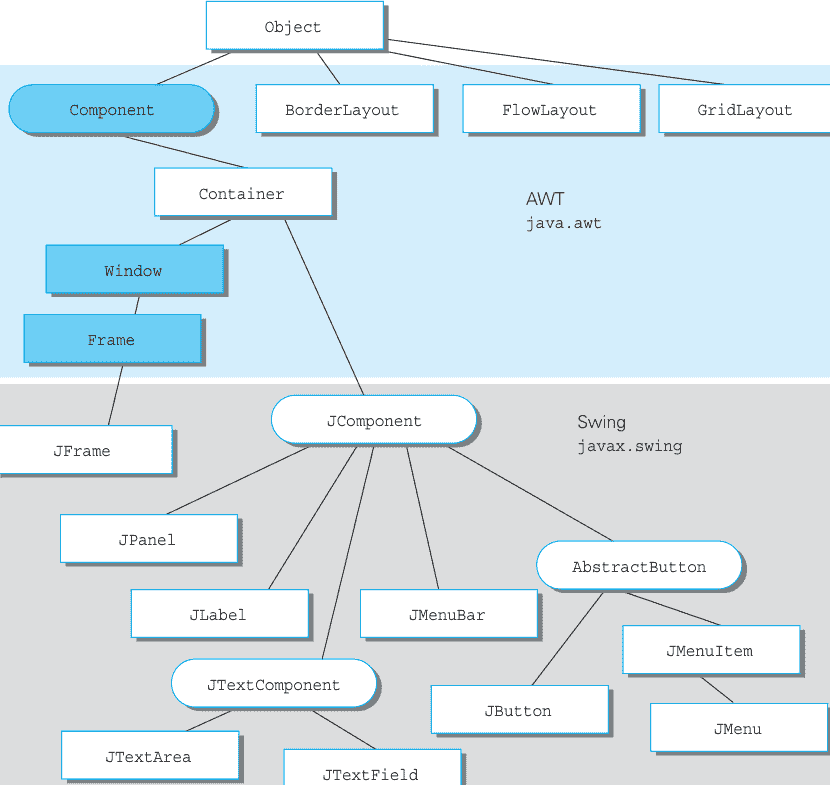 Object
Component
BorderLayout
FlowLayout
GridLayout
Container
AWT
java.awt
Window
Frame
JComponent
Swing
javax.swing
JFrame
JPanel
AbstractButton
JLabel
JMenuBar
JMenuItem
JTextComponent
JButton
JMenu
JTextArea
JTextField